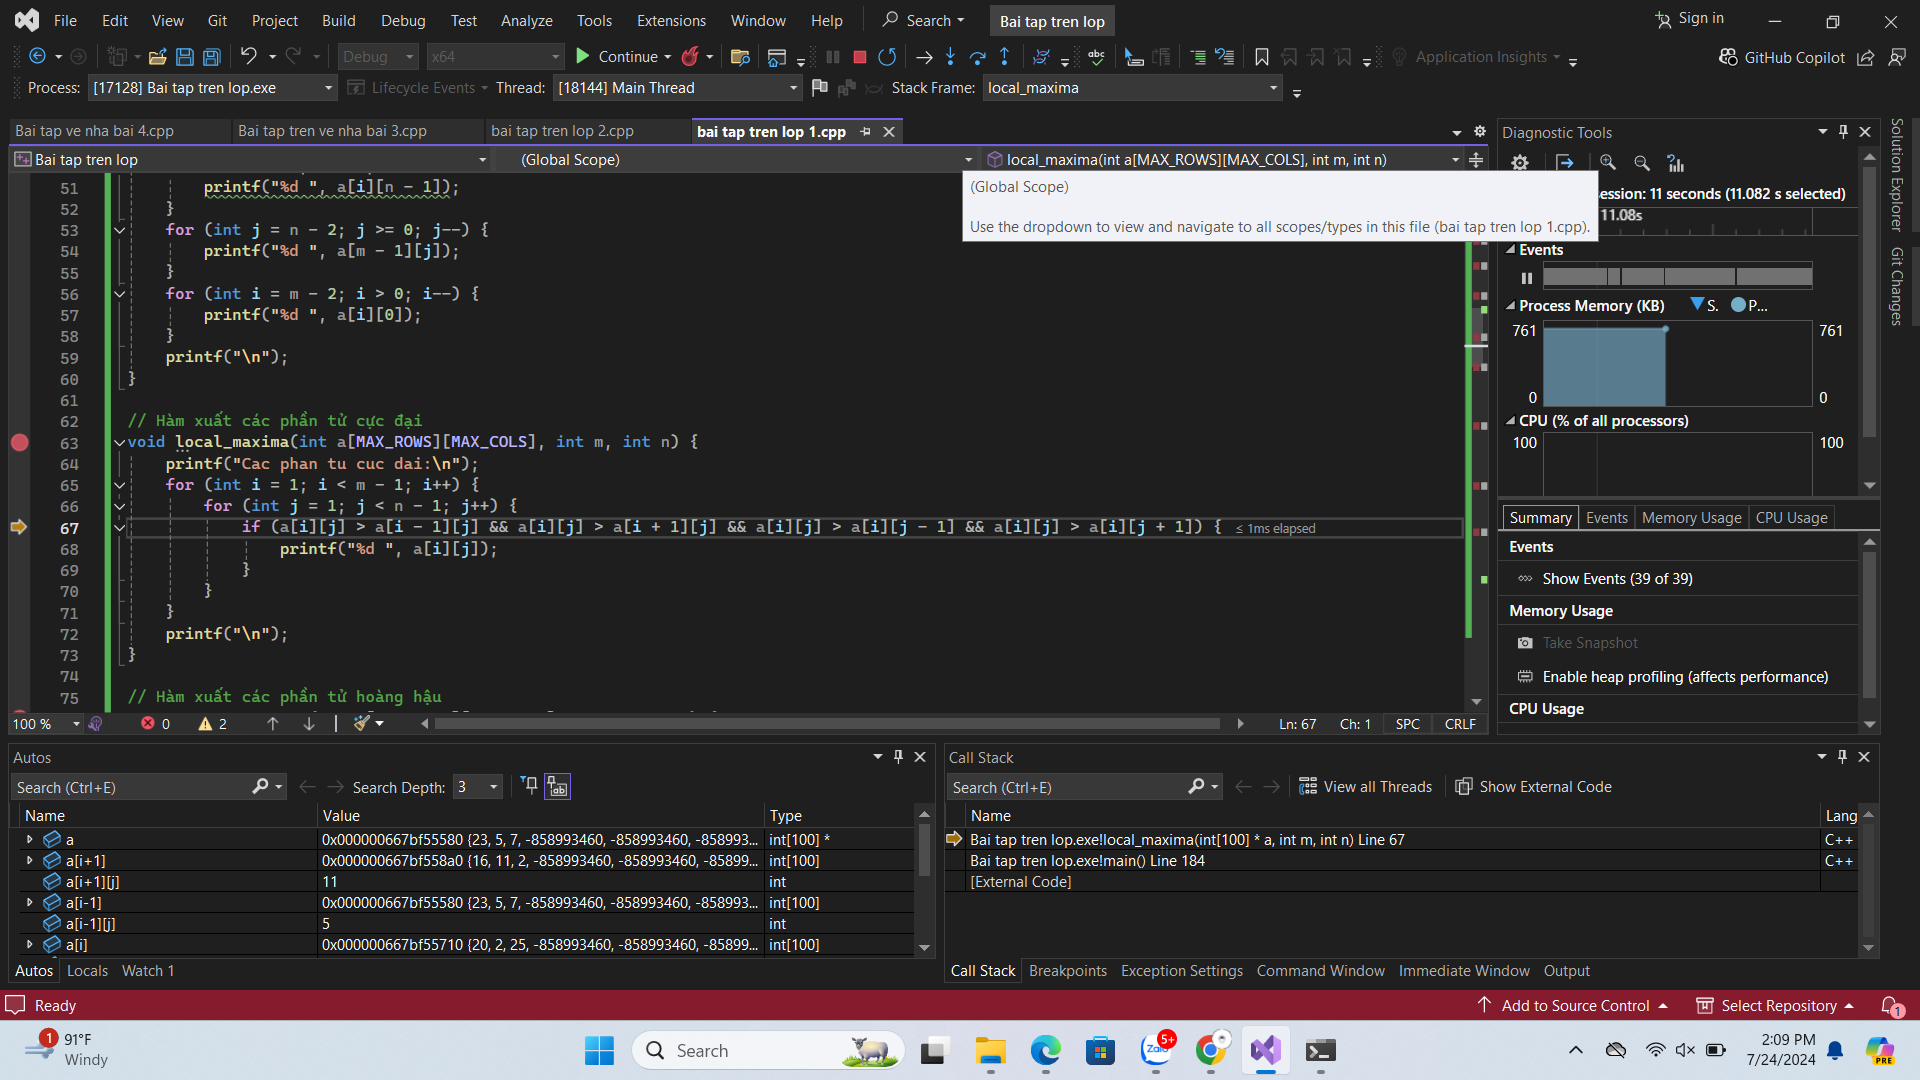 File Edit View Git Project Build Debug Test Analyze Tools Extensions Window Help Search Bai tap tren lop Sign in
Debug x64 Continue Application Insights GitHub Copilot
Process: [17128] Bai tap tren lop.exe Lifecycle Events Thread: [18144] Main Thread Stack Frame: local_maxima
Bai tap ve nha bai 4.cpp Bai tap tren ve nha bai 3.cpp bai tap tren lop 2.cpp bai tap tren lop 1.cpp
Bai tap tren lop (Global Scope) local_maxima(int a[MAX_ROWS][MAX_COLS], int m, int n)
(Global Scope)
Use the dropdown to view and navigate to all scopes/types in this file (bai tap tren lop 1.cpp).
51 printf("%d ", a[i][n - 1]);
52 }
53 for (int j = n - 2; j >= 0; j--) {
54 printf("%d ", a[m - 1][j]);
55 }
56 for (int i = m - 2; i > 0; i--) {
57 printf("%d ", a[i][0]);
58 }
59 printf("\n");
60 }
61
62 // Hàm xuất các phần tử cực đại
63 void local_maxima(int a[MAX_ROWS][MAX_COLS], int m, int n) {
64 printf("Cac phan tu cuc dai:\n");
65 for (int i = 1; i < m - 1; i++) {
66 for (int j = 1; j < n - 1; j++) {
67 if (a[i][j] > a[i - 1][j] && a[i][j] > a[i + 1][j] && a[i][j] > a[i][j - 1] && a[i][j] > a[i][j + 1]) { ≤ 1ms elapsed
68 printf("%d ", a[i][j]);
69 }
70 }
71 }
72 printf("\n");
73 }
74
75 // Hàm xuất các phần tử hoàng hậu
100 % 0 2 Ln: 67 Ch: 1 SPC CRLF
Diagnostic Tools
ession: 11 seconds (11.082 s selected)
11.08s
Events
Process Memory (KB) S. P...
761 761
0 0
CPU (% of all processors)
100 100
Summary Events Memory Usage CPU Usage
Events
Show Events (39 of 39)
Memory Usage
Take Snapshot
Enable heap profiling (affects performance)
CPU Usage
Solution Explorer
Git Changes
Autos
Search (Ctrl+E) Search Depth: 3
Name Value Type
a 0x000000667bf55580 {23, 5, 7, -858993460, -858993460, -858993... int[100] *
a[i+1] 0x000000667bf558a0 {16, 11, 2, -858993460, -858993460, -85899... int[100]
a[i+1][j] 11 int
a[i-1] 0x000000667bf55580 {23, 5, 7, -858993460, -858993460, -858993... int[100]
a[i-1][j] 5 int
a[i] 0x000000667bf55710 {20, 2, 25, -858993460, -858993460, -85899... int[100]
Autos Locals Watch 1
Call Stack
Search (Ctrl+E) View all Threads Show External Code
Name Lang
Bai tap tren lop.exe!local_maxima(int[100] * a, int m, int n) Line 67 C++
Bai tap tren lop.exe!main() Line 184 C++
[External Code]
Call Stack Breakpoints Exception Settings Command Window Immediate Window Output
Ready Add to Source Control Select Repository 1
1 91°F
Windy
Search
Zalo 5+
2:09 PM
7/24/2024
PRE